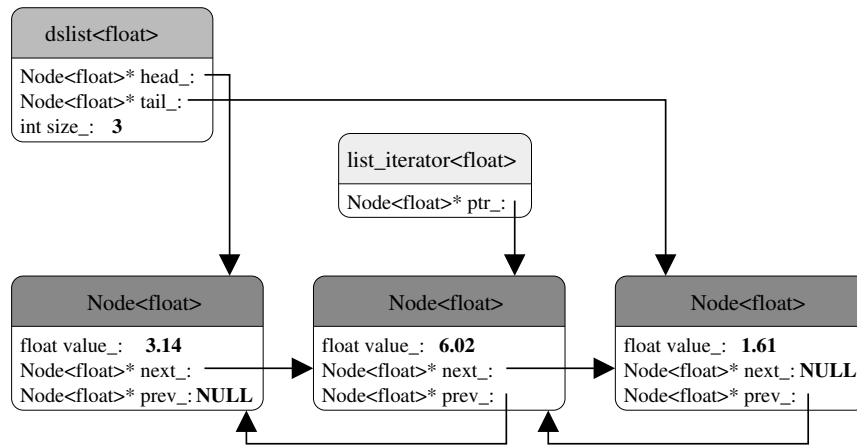 dslist<float>
Node<float>* head_:
Node<float>* tail_:
int size_: 3
list_iterator<float>
Node<float>* ptr_:
Node<float>
float value_: 3.14
Node<float>* next_:
Node<float>* prev_: NULL
Node<float>
float value_: 6.02
Node<float>* next_:
Node<float>* prev_:
Node<float>
float value_: 1.61
Node<float>* next_: NULL
Node<float>* prev_: